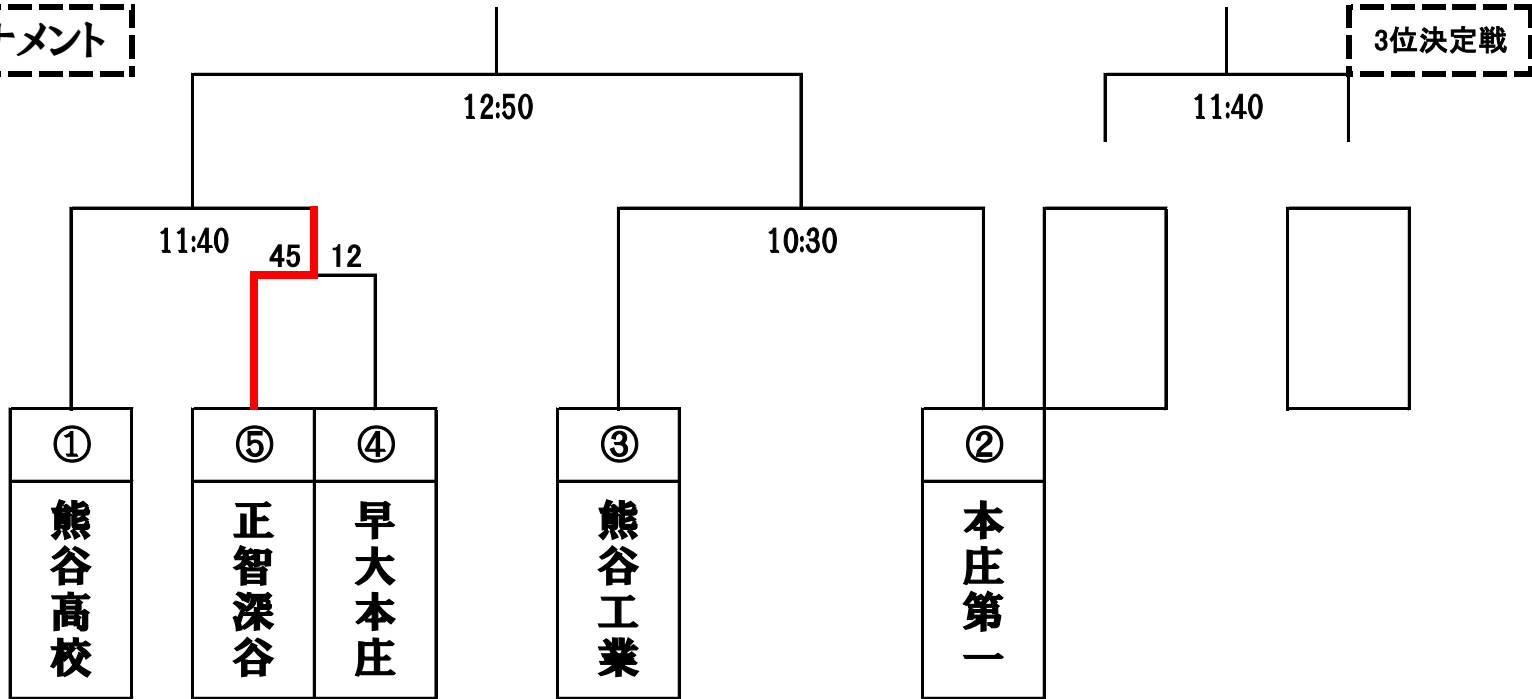 ナメント
3位決定戦
12:50
11:40
11:40
10:30
45
12
①
⑤
④
③
②
熊谷高校
正智深谷
早大本庄
熊谷工業
本庄第一